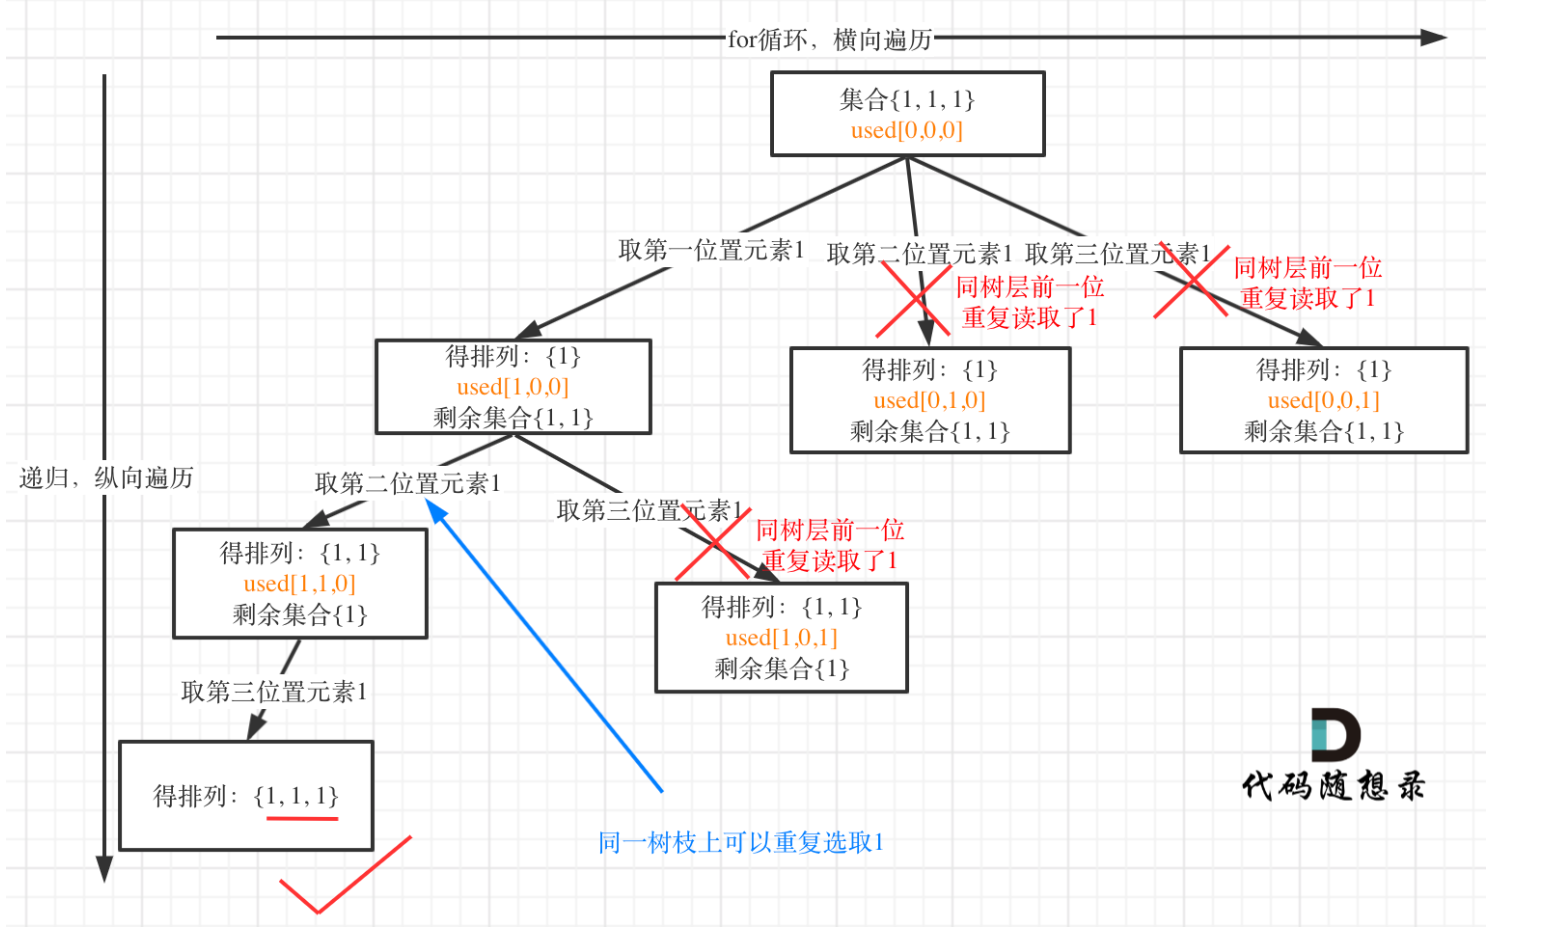 for循环，横向遍历
集合{1, 1, 1}
used[0,0,0]
取第一位置元素1
取第二位置元素1
取第三位置元素1
同树层前一位
重复读取了1
同树层前一位
重复读取了1
得排列：{1}
used[1,0,0]
剩余集合{1, 1}
得排列：{1}
used[0,1,0]
剩余集合{1, 1}
得排列：{1}
used[0,0,1]
剩余集合{1, 1}
递归，纵向遍历
取第二位置元素1
取第三位置元素1
同树层前一位
重复读取了1
得排列：{1, 1}
used[1,1,0]
剩余集合{1}
得排列：{1, 1}
used[1,0,1]
剩余集合{1}
取第三位置元素1
得排列：{1, 1, 1}
同一树枝上可以重复选取1
代码随想录